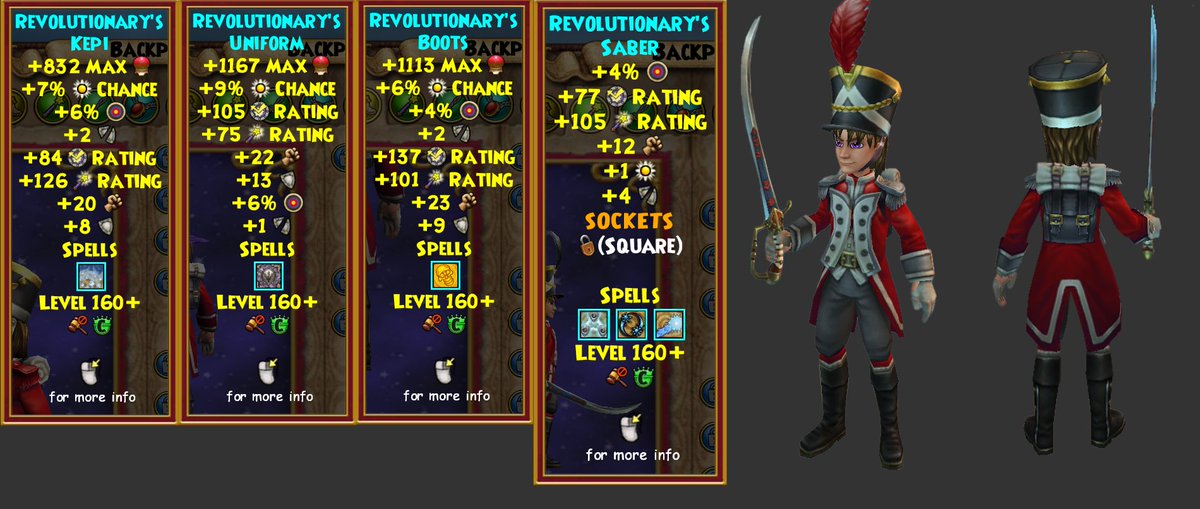 REVOLUTIONARY'S
KEPI
BACKP
+832 MAX
+7% CHANCE
+6%
+2
+84 RATING
+126 RATING
+20
+8
SPELLS
LEVEL 160+
for more info
REVOLUTIONARY'S
UNIFORM
BACKP
+1167 MAX
+9% CHANCE
+105 RATING
+75 RATING
+22
+13
+6%
+1
SPELLS
LEVEL 160+
for more info
REVOLUTIONARY'S
BOOTS
BACKP
+1113 MAX
+6% CHANCE
+4%
+2
+137 RATING
+101 RATING
+23
+9
SPELLS
LEVEL 160+
for more info
REVOLUTIONARY'S
SABER
BACKP
+4%
+77 RATING
+105 RATING
+12
+1
+4
SOCKETS
(SQUARE)
SPELLS
LEVEL 160+
for more info